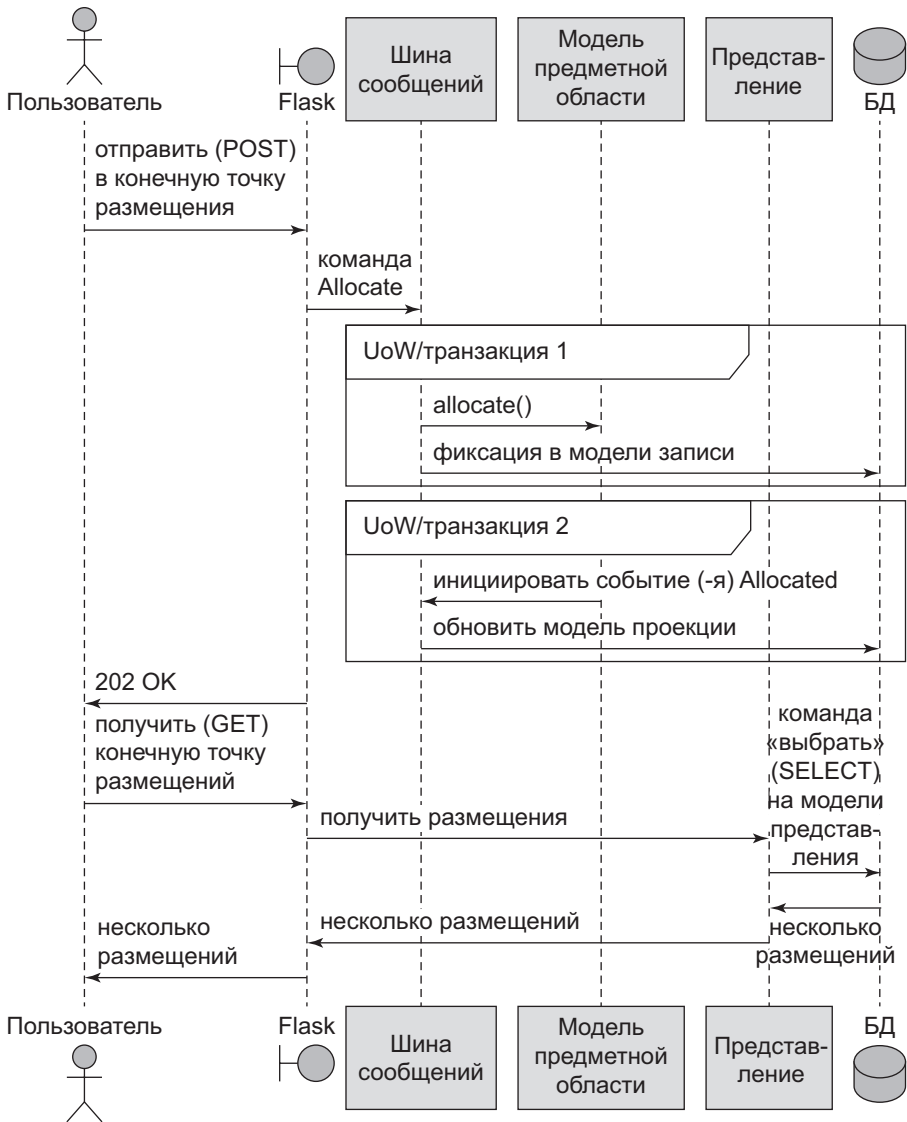 Пользователь
Flask
Шина
сообщений
Модель
предметной
области
Представ-
ление
БД
отправить (POST)
в конечную точку
размещения
команда
Allocate
UoW/транзакция 1
allocate()
фиксация в модели записи
UoW/транзакция 2
инициировать событие (-я) Allocated
обновить модель проекции
202 OK
получить (GET)
конечную точку
размещений
команда
«выбрать»
(SELECT)
на модели
представ-
ления
получить размещения
несколько
размещений
несколько размещений
несколько
размещений
Пользователь
Flask
Шина
сообщений
Модель
предметной
области
Представ-
ление
БД